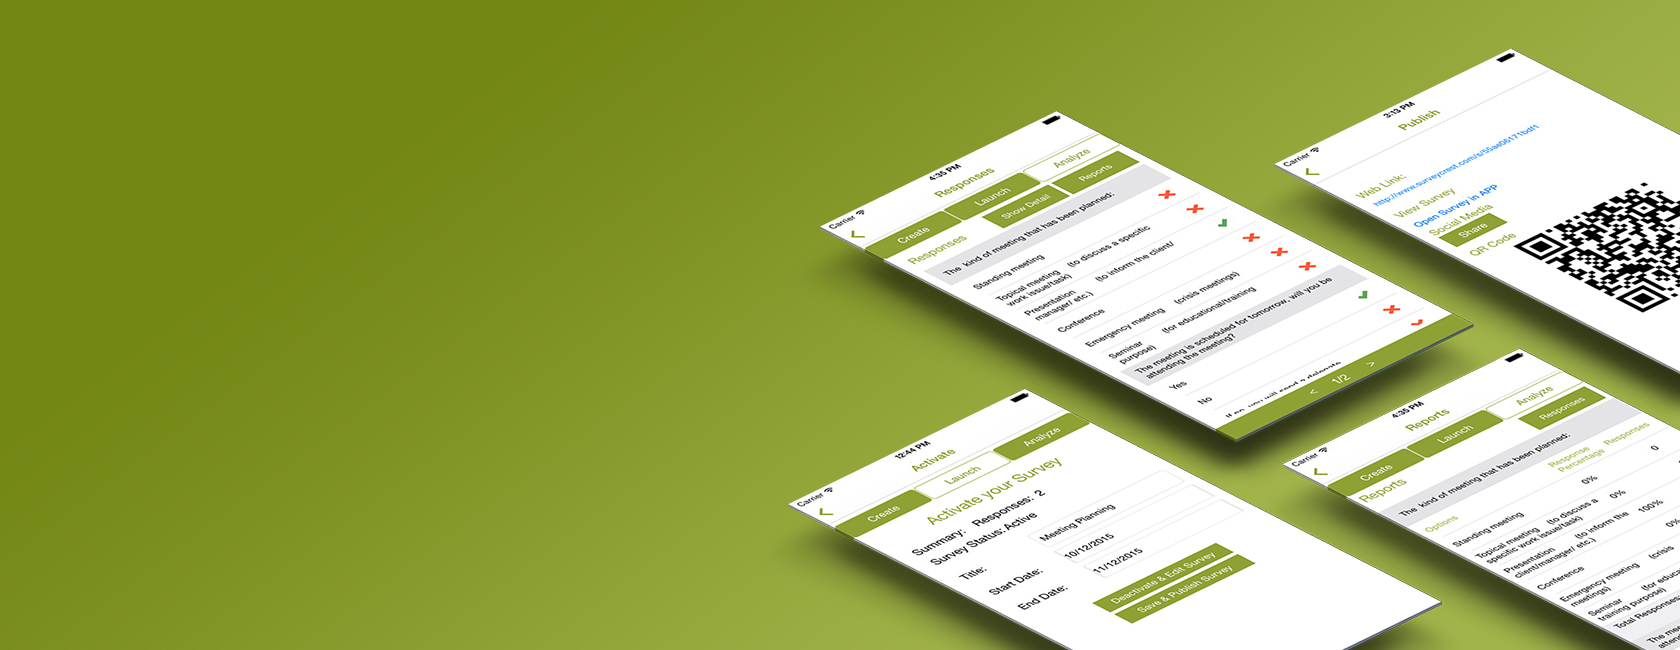 Carrier
4:35 PM
Responses
Create
Launch
Analyze
Show Detail
Reports
Responses
The kind of meeting that has been planned:
Standing meeting
Topical meeting (to discuss a specific
work issue/task)
Presentation (to inform the client/
manager/ etc.)
Conference
Emergency meeting (crisis meetings)
Seminar (for educational/training
purpose)
The meeting is scheduled for tomorrow, will you be
attending the meeting?
Yes
No
< 1/2 >
Carrier
3:13 PM
Publish
Web Link:
View Survey
Open Survey in APP
Social Media
Share
QR Code
Carrier
12:44 PM
Activate
Create
Launch
Analyze
Activate your Survey
Summary: Responses: 2
Survey Status: Active
Title: Meeting Planning
Start Date: 10/12/2015
End Date: 11/12/2015
Deactivate & Edit Survey
Save & Publish Survey
Carrier
4:35 PM
Reports
Create
Launch
Analyze
Responses
Reports
The kind of meeting that has been planned:
Options
Response
Percentage
Responses
Standing meeting 0% 0
Topical meeting (to discuss a 0%
specific work issue/task)
Presentation (to inform the 100%
client/manager/ etc.)
Conference 0%
Emergency meeting (crisis
meetings)
Seminar
training purpose)
Total Responses